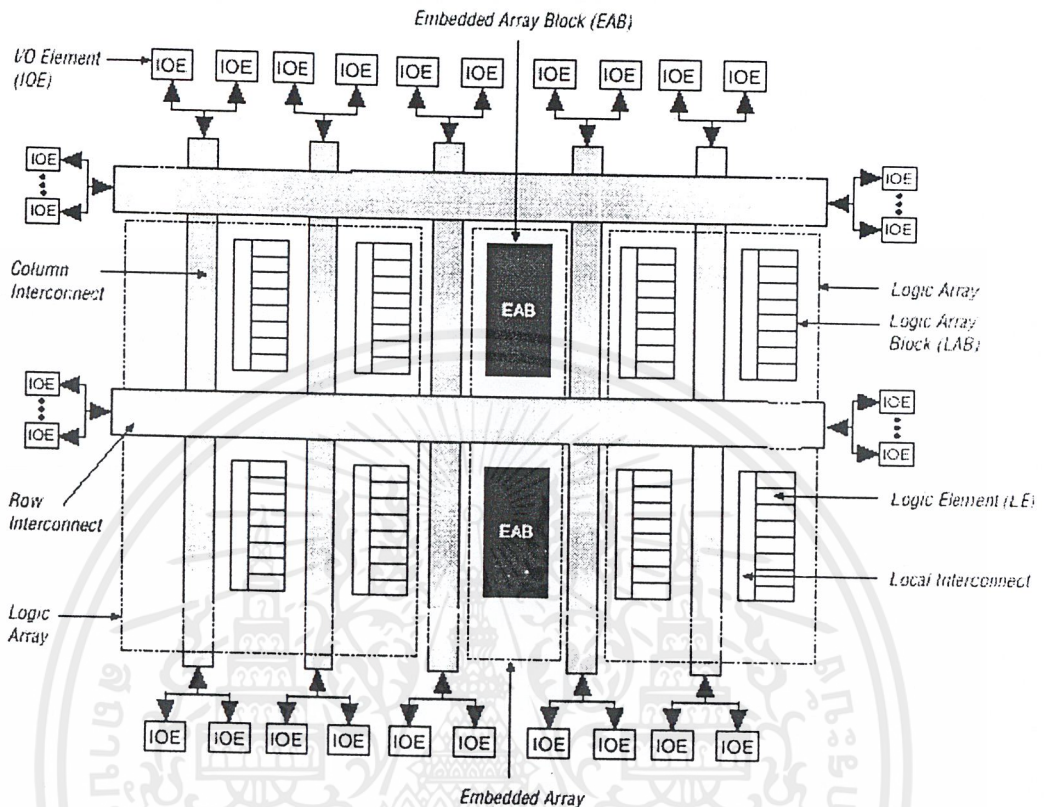 Embedded Array Block (EAB)
I/O Element
(IOE)
IOE IOE IOE IOE IOE IOE IOE IOE IOE IOE
IOE
IOE
IOE
IOE
Column
Interconnect
EAB
Logic Array
Logic Array
Block (LAB)
IOE
IOE
IOE
IOE
Row
Interconnect
EAB
Logic Element (LE)
Local Interconnect
Logic
Array
IOE IOE IOE IOE IOE IOE IOE IOE IOE IOE
Embedded Array